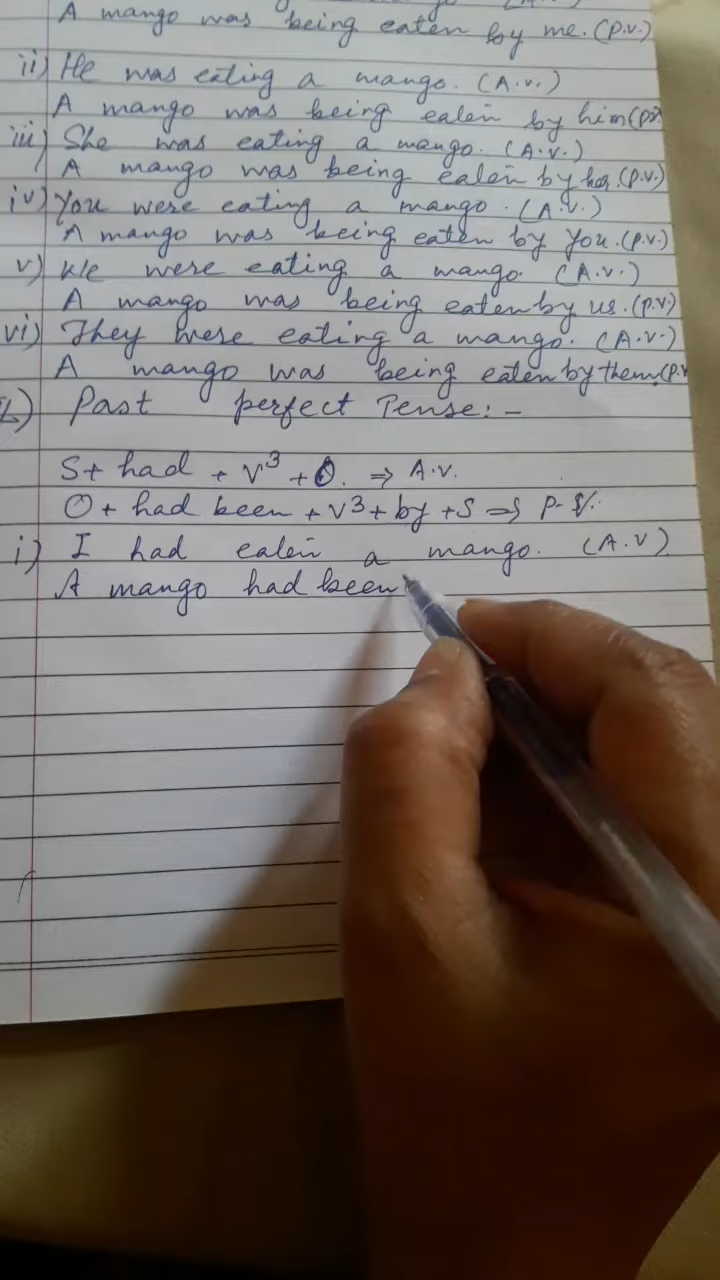 A mango was being eaten by me. (P.V.)
ii) He was eating a mango. (A.V.)
A mango was being eaten by him (P.V)
iii) She was eating a mango. (A.V.)
A mango was being eaten by her. (P.V.)
iv) You were eating a mango. (A.V.)
A mango was being eaten by you. (P.V.)
v) We were eating a mango. (A.V.)
A mango was being eaten by us. (P.V)
vi) They were eating a mango. (A.V.)
A mango was being eaten by them. (P.V
Past perfect Tense:-
S + had + V³ + O. ⇒ A.V.
O + had been + V³ + by + S ⇒ P.V.
i) I had eaten a mango. (A.V)
A mango had been